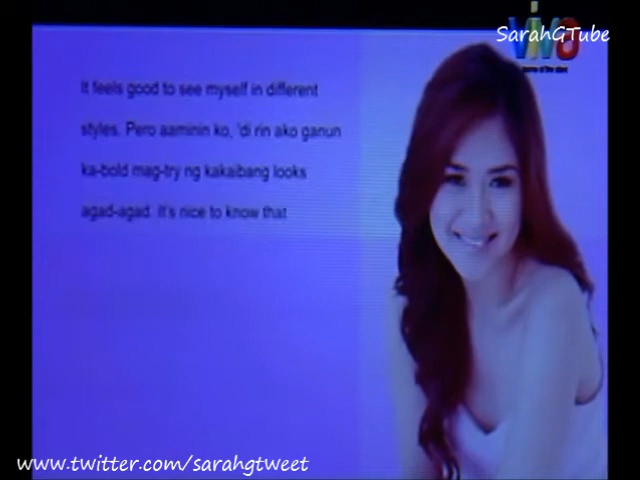 SarahGTube
VIVA
It feels good to see myself in different
styles. Pero aaminin ko, 'di rin ako ganun
ka-bold mag-try ng kakaibang looks
agad-agad. It's nice to know that
www.twitter.com/sarahgtweet